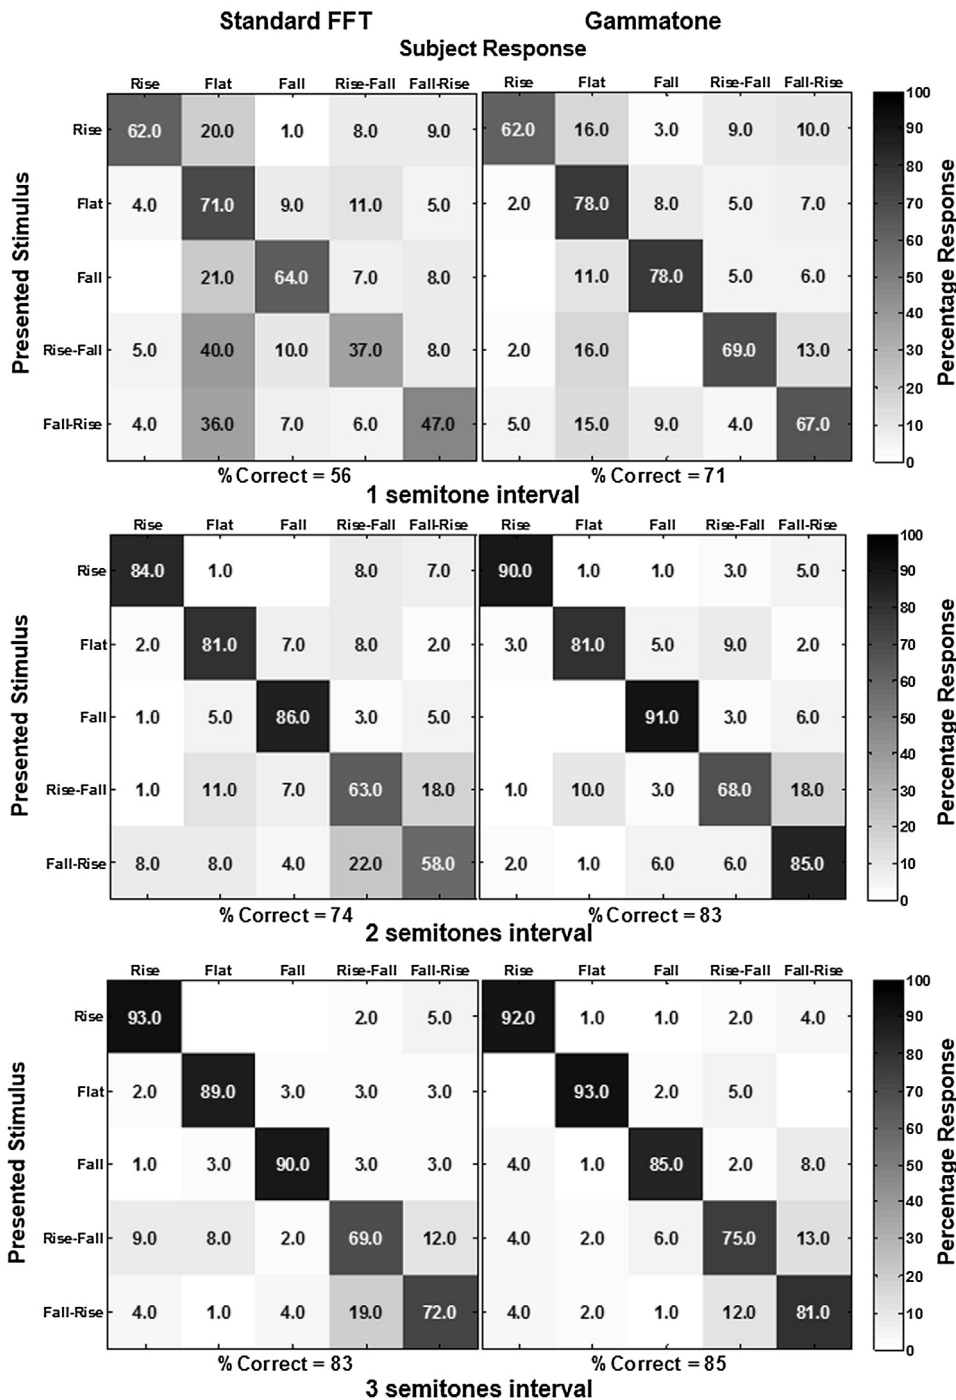 Standard FFT Gammatone
Subject Response
Rise Flat Fall Rise-Fall Fall-Rise Rise Flat Fall Rise-Fall Fall-Rise
Presented Stimulus
Rise 62.0 20.0 1.0 8.0 9.0 62.0 16.0 3.0 9.0 10.0
Flat 4.0 71.0 9.0 11.0 5.0 2.0 78.0 8.0 5.0 7.0
Fall 21.0 64.0 7.0 8.0 11.0 78.0 5.0 6.0
Rise-Fall 5.0 40.0 10.0 37.0 8.0 2.0 16.0 69.0 13.0
Fall-Rise 4.0 36.0 7.0 6.0 47.0 5.0 15.0 9.0 4.0 67.0
100
90
80
70
60
50
40
30
20
10
0
Percentage Response
% Correct = 56 % Correct = 71
1 semitone interval
Rise Flat Fall Rise-Fall Fall-Rise Rise Flat Fall Rise-Fall Fall-Rise
Presented Stimulus
Rise 84.0 1.0 8.0 7.0 90.0 1.0 1.0 3.0 5.0
Flat 2.0 81.0 7.0 8.0 2.0 3.0 81.0 5.0 9.0 2.0
Fall 1.0 5.0 86.0 3.0 5.0 91.0 3.0 6.0
Rise-Fall 1.0 11.0 7.0 63.0 18.0 1.0 10.0 3.0 68.0 18.0
Fall-Rise 8.0 8.0 4.0 22.0 58.0 2.0 1.0 6.0 6.0 85.0
100
90
80
70
60
50
40
30
20
10
0
Percentage Response
% Correct = 74 % Correct = 83
2 semitones interval
Rise Flat Fall Rise-Fall Fall-Rise Rise Flat Fall Rise-Fall Fall-Rise
Presented Stimulus
Rise 93.0 2.0 5.0 92.0 1.0 1.0 2.0 4.0
Flat 2.0 89.0 3.0 3.0 3.0 93.0 2.0 5.0
Fall 1.0 3.0 90.0 3.0 3.0 4.0 1.0 85.0 2.0 8.0
Rise-Fall 9.0 8.0 2.0 69.0 12.0 4.0 2.0 6.0 75.0 13.0
Fall-Rise 4.0 1.0 4.0 19.0 72.0 4.0 2.0 1.0 12.0 81.0
100
90
80
70
60
50
40
30
20
10
0
Percentage Response
% Correct = 83 % Correct = 85
3 semitones interval